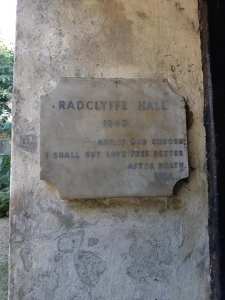 RADCLYFFE HALL
1943
AND IF GOD CHOOSE
I SHALL BUT LOVE THEE BETTER
AFTER DEATH